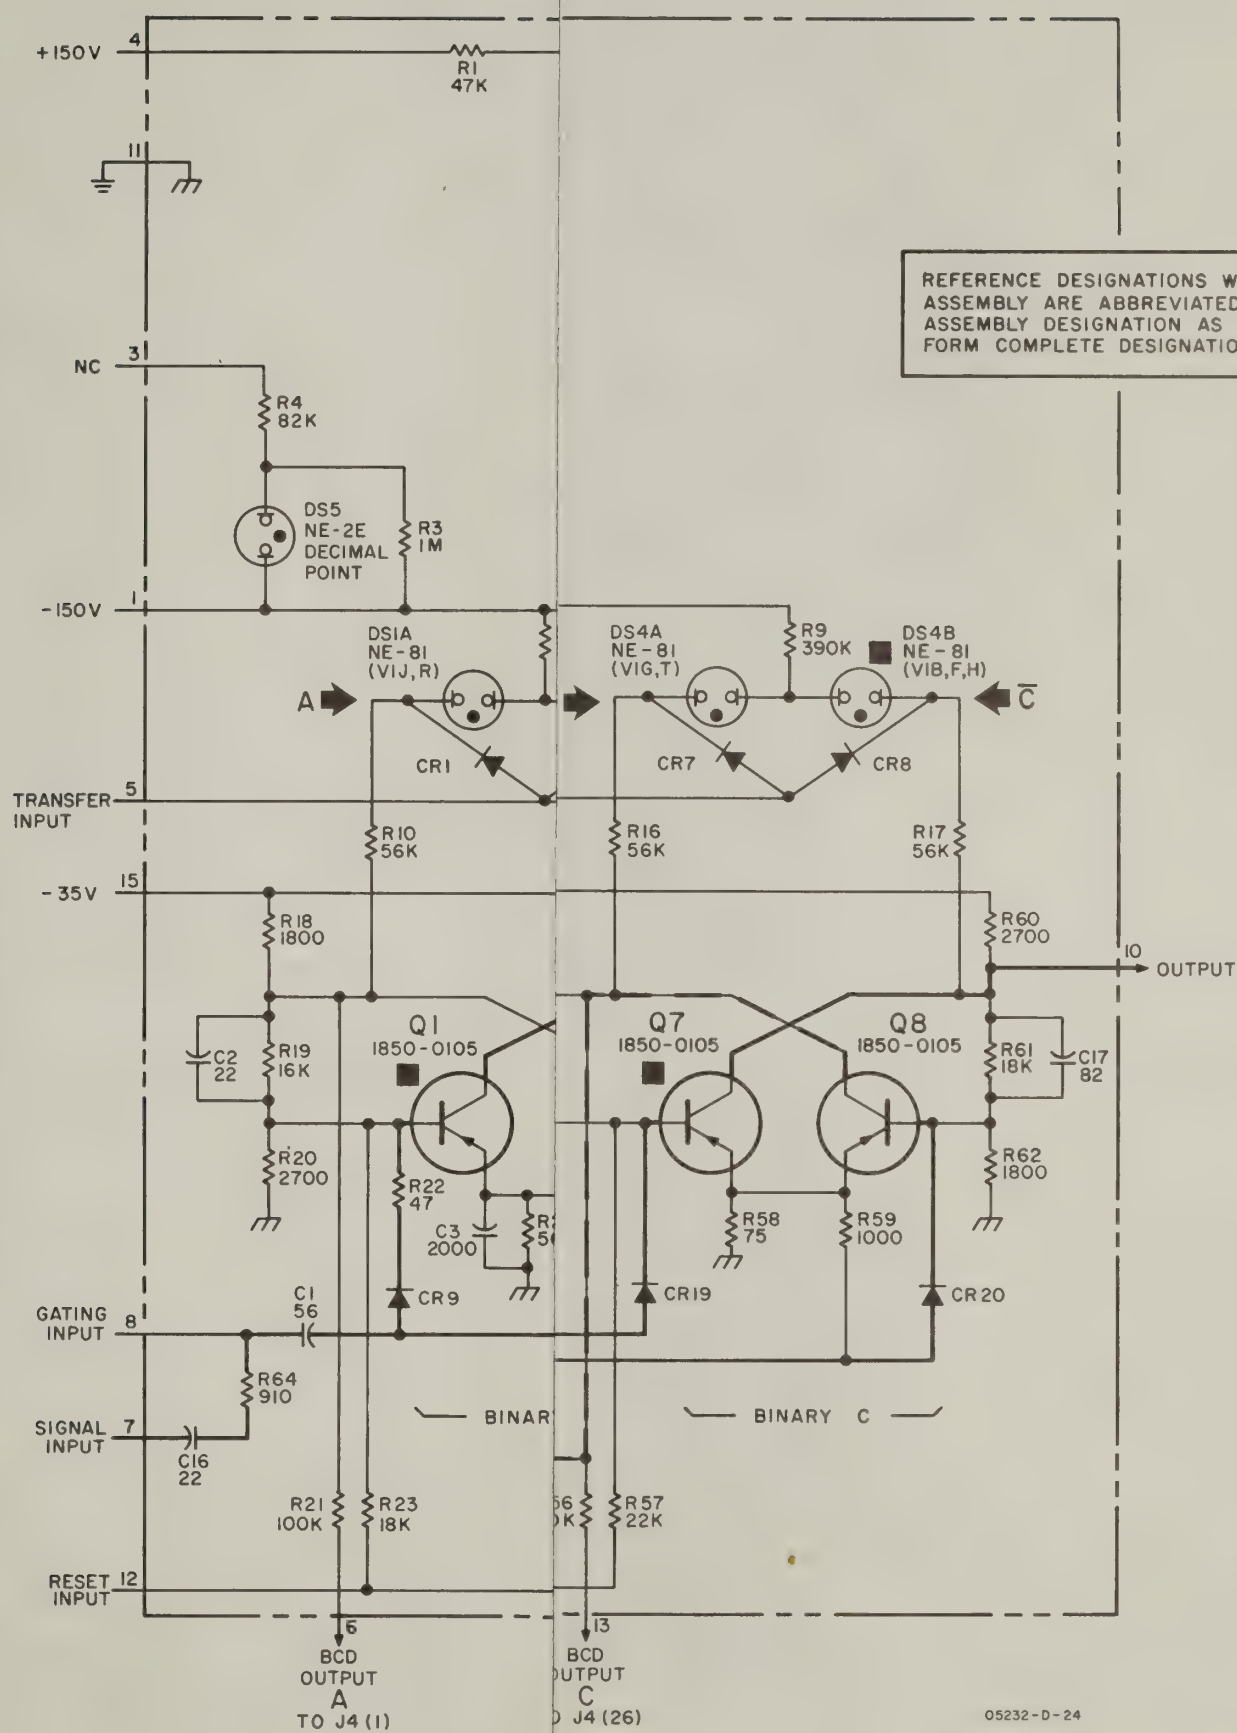 +150V
4
R1
47K
11
REFERENCE DESIGNATIONS
ASSEMBLY ARE ABBREVIATED
ASSEMBLY DESIGNATION AS
FORM COMPLETE
NC
3
R4
82K
DS5
NE-2E
DECIMAL
POINT
R3
1M
-150V
1
DS1A
NE-81
(V1J,R)
DS4A
NE-81
(V1G,T)
R9
390K
DS4B
NE-81
(V1B,F,H)
A
C̅
CR1
CR7
CR8
TRANSFER
INPUT
5
R10
56K
R16
56K
R17
56K
-35V
15
R18
1800
R60
2700
10
OUTPUT
Q1
1850-0105
Q7
1850-0105
Q8
1850-0105
C2
22
R19
16K
R61
18K
C17
82
R20
2700
R22
47
C3
2000
R58
75
R59
1000
R62
1800
C1
56
CR9
CR19
CR20
GATING
INPUT
8
R64
910
SIGNAL
INPUT
7
C16
22
BINARY C
R21
100K
R23
18K
R57
22K
RESET
INPUT
12
6
BCD
OUTPUT
A
TO J4(1)
13
BCD
OUTPUT
C
J4(26)
05232-D-24